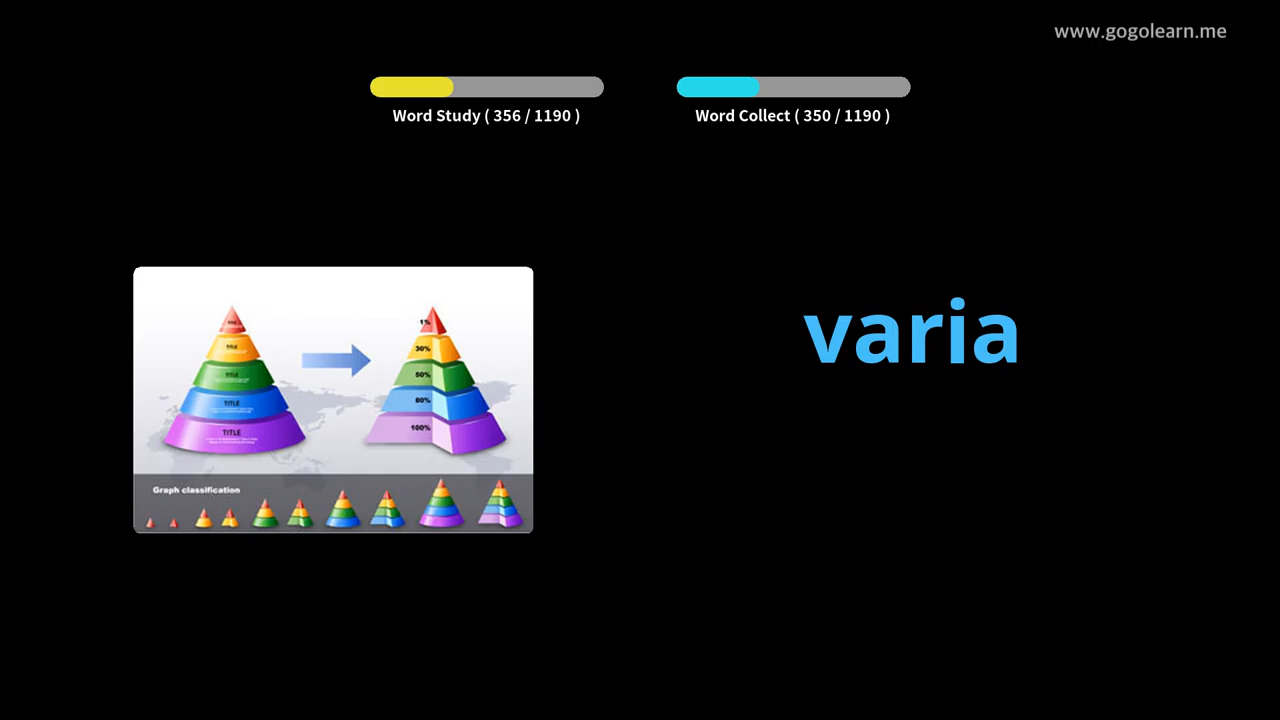 www.gogolearn.me
Word Study ( 356 / 1190 )
Word Collect ( 350 / 1190 )
varia
TITLE
TITLE
TITLE
TITLE
1%
30%
50%
80%
100%
Graph classification